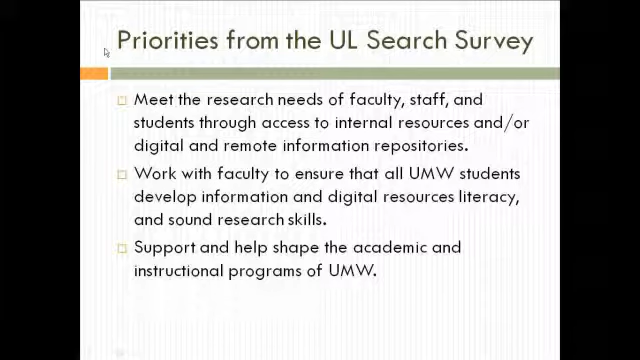 Priorities from the UL Search Survey
Meet the research needs of faculty, staff, and
students through access to internal resources and/or
digital and remote information repositories.
Work with faculty to ensure that all UMW students
develop information and digital resources literacy,
and sound research skills.
Support and help shape the academic and
instructional programs of UMW.